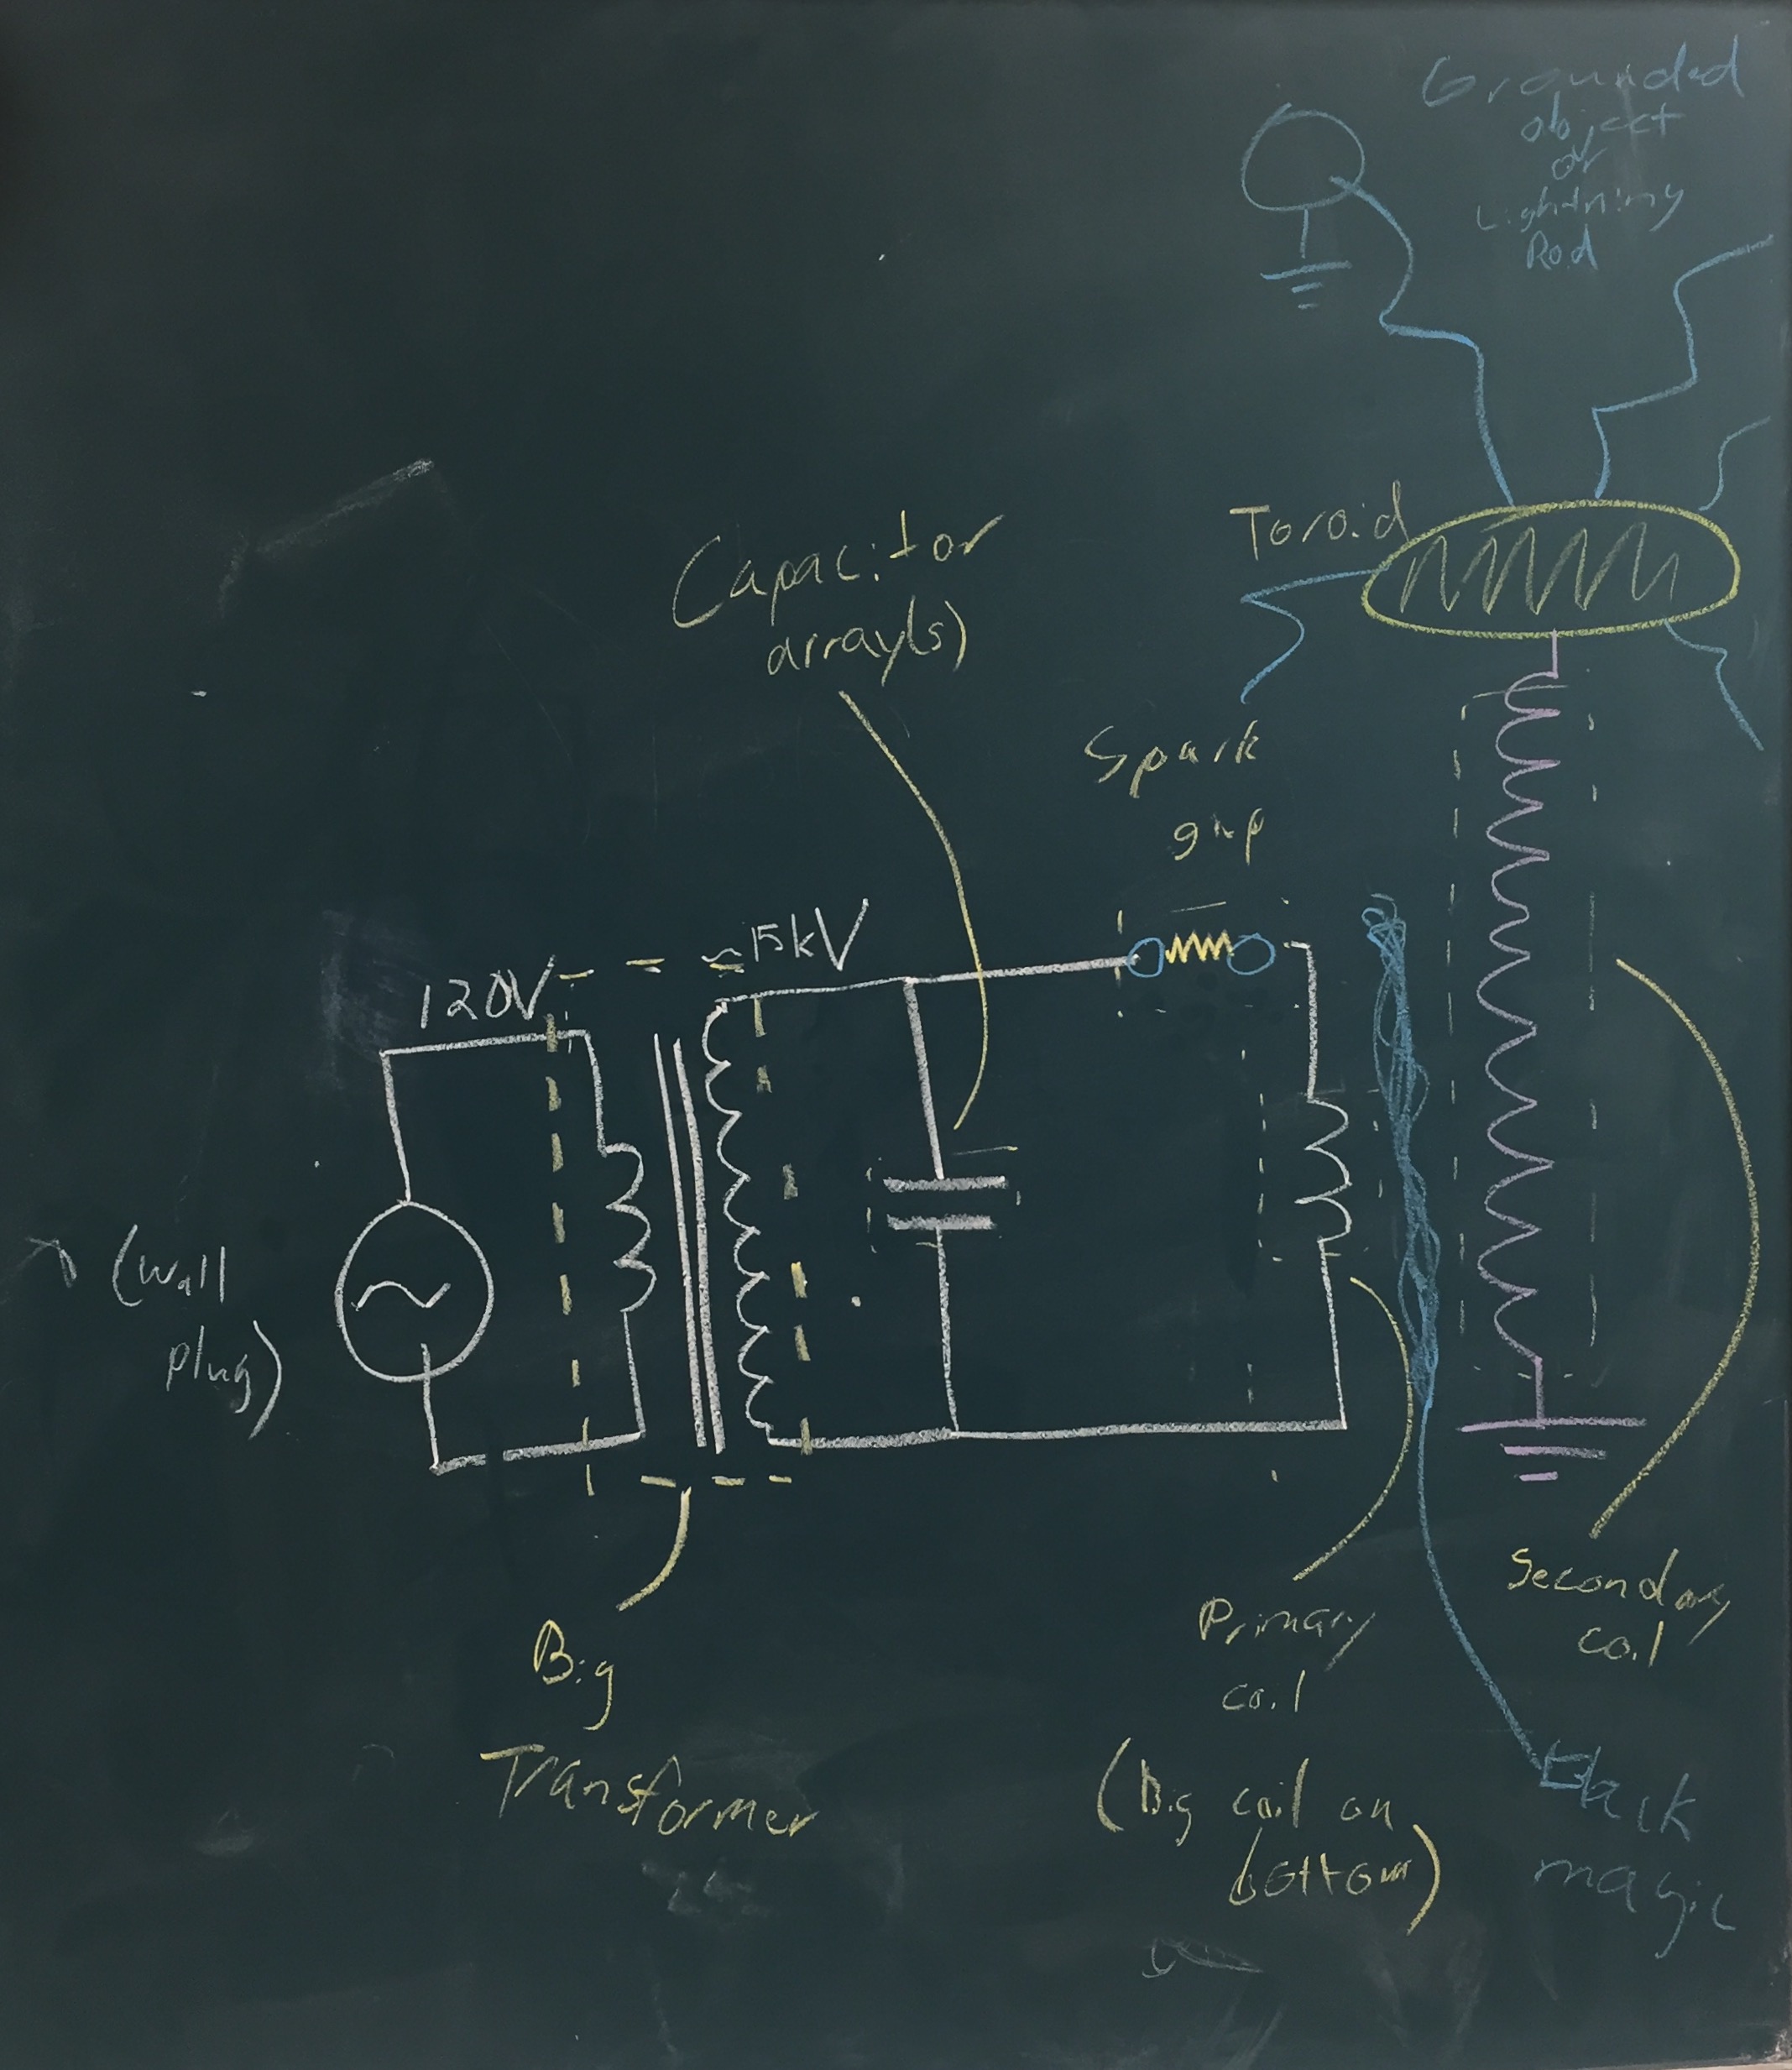 Grounded
object
or
Lightning
Rod
Toroid
Capacitor
array(s)
Spark
gap
120V
~15kV
(Wall
plug)
Big
Transformer
Primary
coil
(Big coil on
bottom)
Secondary
coil
Black
magic